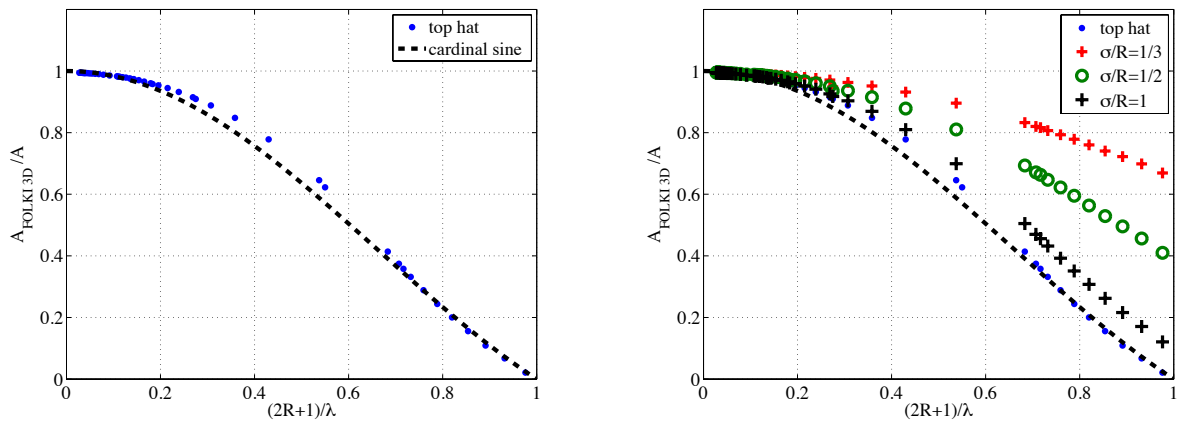 top hat
cardinal sine
1
0.8
0.6
0.4
0.2
0
A_FOLKI 3D /A
0 0.2 0.4 0.6 0.8 1
(2R+1)/λ
top hat
σ/R=1/3
σ/R=1/2
σ/R=1
1
0.8
0.6
0.4
0.2
0
A_FOLKI 3D /A
0 0.2 0.4 0.6 0.8 1
(2R+1)/λ